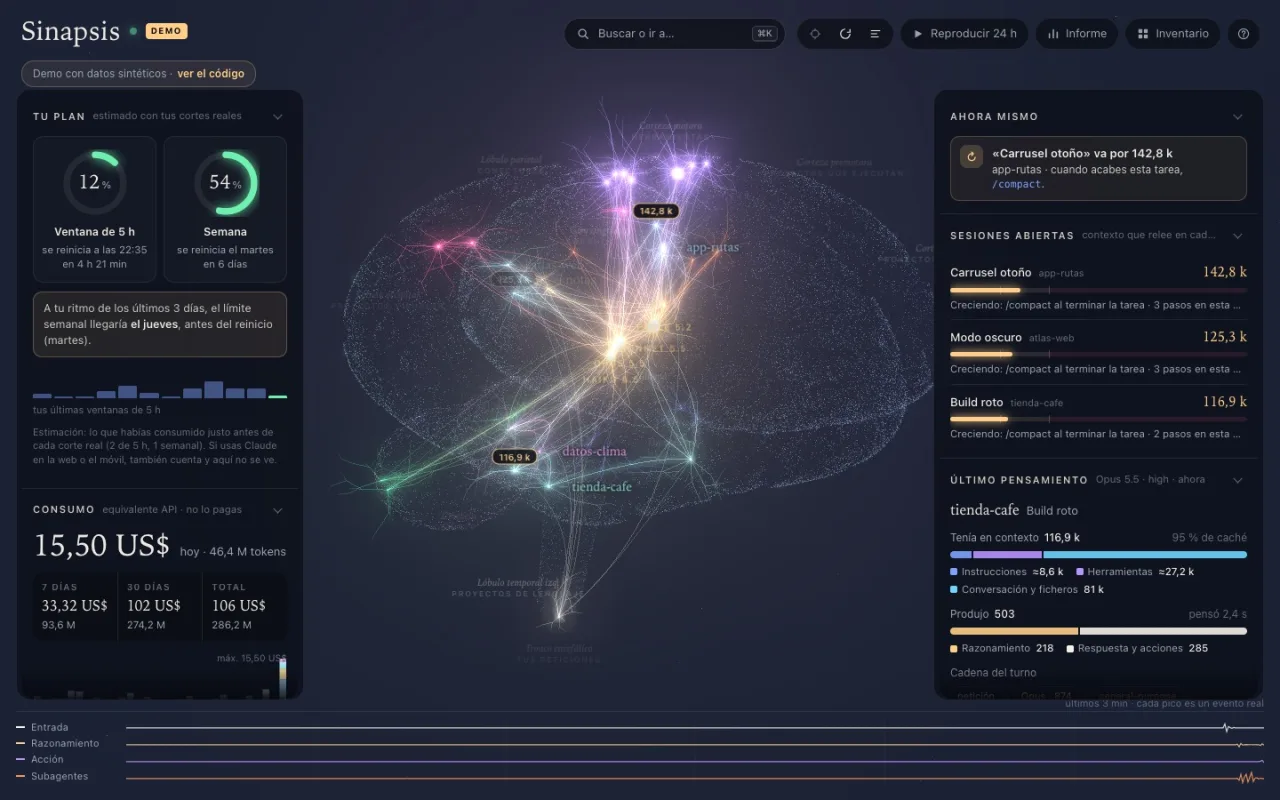 Sinapsis
DEMO
Buscar o ir a...
⌘K
Reproducir 24 h
Informe
Inventario
Demo con datos sintéticos · ver el código
TU PLAN estimado con tus cortes reales
12 %
54 %
Ventana de 5 h
se reinicia a las 22:35
en 4 h 21 min
Semana
se reinicia el martes
en 6 días
A tu ritmo de los últimos 3 días, el límite
semanal llegaría el jueves, antes del reinicio
(martes).
tus últimas ventanas de 5 h
Estimación: lo que habías consumido justo antes de
cada corte real (2 de 5 h, 1 semanal). Si usas Claude
en la web o el móvil, también cuenta y aquí no se ve.
CONSUMO equivalente API · no lo pagas
15,50 US$ hoy · 46,4 M tokens
7 DÍAS
33,32 US$
93,6 M
30 DÍAS
102 US$
274,2 M
TOTAL
106 US$
286,2 M
máx. 15,50 US$
Lóbulo parietal
142,8 k
app-rutas
116,9 k
datos-clima
tienda-cafe
Lóbulo temporal izq
PROYECTOS DE
AHORA MISMO
«Carrusel otoño» va por 142,8 k
app-rutas · cuando acabes esta tarea,
/compact.
SESIONES ABIERTAS contexto que relee en cad...
Carrusel otoño app-rutas 142,8 k
Creciendo: /compact al terminar la tarea · 3 pasos en esta ...
Modo oscuro atlas-web 125,3 k
Creciendo: /compact al terminar la tarea · 3 pasos en esta ...
Build roto tienda-cafe 116,9 k
Creciendo: /compact al terminar la tarea · 2 pasos en esta ...
ÚLTIMO PENSAMIENTO Opus 5.5 · high · ahora
tienda-cafe Build roto
Tenía en contexto 116,9 k 95 % de caché
Instrucciones ≈8,6 k Herramientas ≈27,2 k
Conversación y ficheros 81 k
Produjo 503 pensó 2,4 s
Razonamiento 218 Respuesta y acciones 285
Cadena del turno
últimos 3 min · cada pico es un evento real
Entrada
Razonamiento
Acción
Subagentes